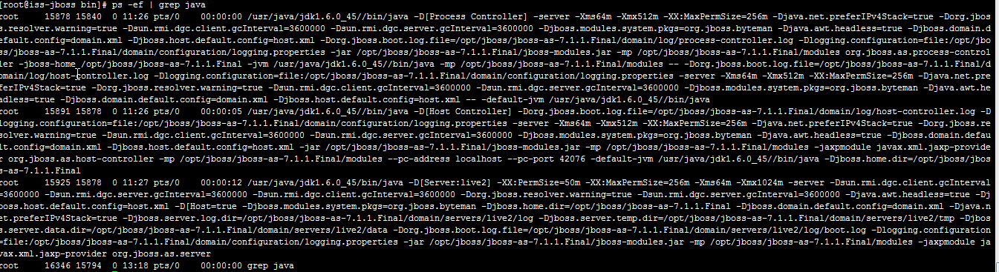 [root@iss-jboss bin]# ps -ef | grep java
root     15878 15840  0 11:26 pts/0    00:00:00 /usr/java/jdk1.6.0_45//bin/java -D[Process Controller] -server -Xms64m -Xmx512m -XX:MaxPermSize=256m -Djava.net.preferIPv4Stack=true -Dorg.jbos
s.resolver.warning=true -Dsun.rmi.dgc.client.gcInterval=3600000 -Dsun.rmi.dgc.server.gcInterval=3600000 -Djboss.modules.system.pkgs=org.jboss.byteman -Djava.awt.headless=true -Djboss.domain.d
efault.config=domain.xml -Djboss.host.default.config=host.xml -Dorg.jboss.boot.log.file=/opt/jboss/jboss-as-7.1.1.Final/domain/log/process-controller.log -Dlogging.configuration=file:/opt/jbo
ss/jboss-as-7.1.1.Final/domain/configuration/logging.properties -jar /opt/jboss/jboss-as-7.1.1.Final/jboss-modules.jar -mp /opt/jboss/jboss-as-7.1.1.Final/modules org.jboss.as.process-control
ler -jboss-home /opt/jboss/jboss-as-7.1.1.Final -jvm /usr/java/jdk1.6.0_45//bin/java -mp /opt/jboss/jboss-as-7.1.1.Final/modules -- -Dorg.jboss.boot.log.file=/opt/jboss/jboss-as-7.1.1.Final/d
omain/log/host-controller.log -Dlogging.configuration=file:/opt/jboss/jboss-as-7.1.1.Final/domain/configuration/logging.properties -server -Xms64m -Xmx512m -XX:MaxPermSize=256m -Djava.net.pre
ferIPv4Stack=true -Dorg.jboss.resolver.warning=true -Dsun.rmi.dgc.client.gcInterval=3600000 -Dsun.rmi.dgc.server.gcInterval=3600000 -Djboss.modules.system.pkgs=org.jboss.byteman -Djava.awt.he
adless=true -Djboss.domain.default.config=domain.xml -Djboss.host.default.config=host.xml -- -default-jvm /usr/java/jdk1.6.0_45//bin/java
root     15891 15878  0 11:26 pts/0    00:00:05 /usr/java/jdk1.6.0_45//bin/java -D[Host Controller] -Dorg.jboss.boot.log.file=/opt/jboss/jboss-as-7.1.1.Final/domain/log/host-controller.log -D
logging.configuration=file:/opt/jboss/jboss-as-7.1.1.Final/domain/configuration/logging.properties -server -Xms64m -Xmx512m -XX:MaxPermSize=256m -Djava.net.preferIPv4Stack=true -Dorg.jboss.re
solver.warning=true -Dsun.rmi.dgc.client.gcInterval=3600000 -Dsun.rmi.dgc.server.gcInterval=3600000 -Djboss.modules.system.pkgs=org.jboss.byteman -Djava.awt.headless=true -Djboss.domain.defau
lt.config=domain.xml -Djboss.host.default.config=host.xml -jar /opt/jboss/jboss-as-7.1.1.Final/jboss-modules.jar -mp /opt/jboss/jboss-as-7.1.1.Final/modules -jaxpmodule javax.xml.jaxp-provide
r org.jboss.as.host-controller -mp /opt/jboss/jboss-as-7.1.1.Final/modules --pc-address localhost --pc-port 42076 -default-jvm /usr/java/jdk1.6.0_45//bin/java -Djboss.home.dir=/opt/jboss/jbos
s-as-7.1.1.Final
root     15925 15878  0 11:27 pts/0    00:00:12 /usr/java/jdk1.6.0_45/bin/java -D[Server:live2] -XX:PermSize=50m -XX:MaxPermSize=256m -Xms64m -Xmx1024m -server -Dsun.rmi.dgc.client.gcInterval
=3600000 -Dsun.rmi.dgc.server.gcInterval=3600000 -Dsun.rmi.dgc.client.gcInterval=3600000 -Dorg.jboss.resolver.warning=true -Dsun.rmi.dgc.server.gcInterval=3600000 -Djava.awt.headless=true -Dj
boss.host.default.config=host.xml -D[Host=true -Djboss.modules.system.pkgs=org.jboss.byteman -Djboss.home.dir=/opt/jboss/jboss-as-7.1.1.Final -Djboss.domain.default.config=domain.xml -Djava.n
et.preferIPv4Stack=true -Djboss.server.log.dir=/opt/jboss/jboss-as-7.1.1.Final/domain/servers/live2/log -Djboss.server.temp.dir=/opt/jboss/jboss-as-7.1.1.Final/domain/servers/live2/tmp -Djbos
s.server.data.dir=/opt/jboss/jboss-as-7.1.1.Final/domain/servers/live2/data -Dorg.jboss.boot.log.file=/opt/jboss/jboss-as-7.1.1.Final/domain/servers/live2/log/boot.log -Dlogging.configuration
=file:/opt/jboss/jboss-as-7.1.1.Final/domain/configuration/logging.properties -jar /opt/jboss/jboss-as-7.1.1.Final/jboss-modules.jar -mp /opt/jboss/jboss-as-7.1.1.Final/modules -jaxpmodule ja
vax.xml.jaxp-provider org.jboss.as.server
root     16346 15794  0 13:18 pts/0    00:00:00 grep java